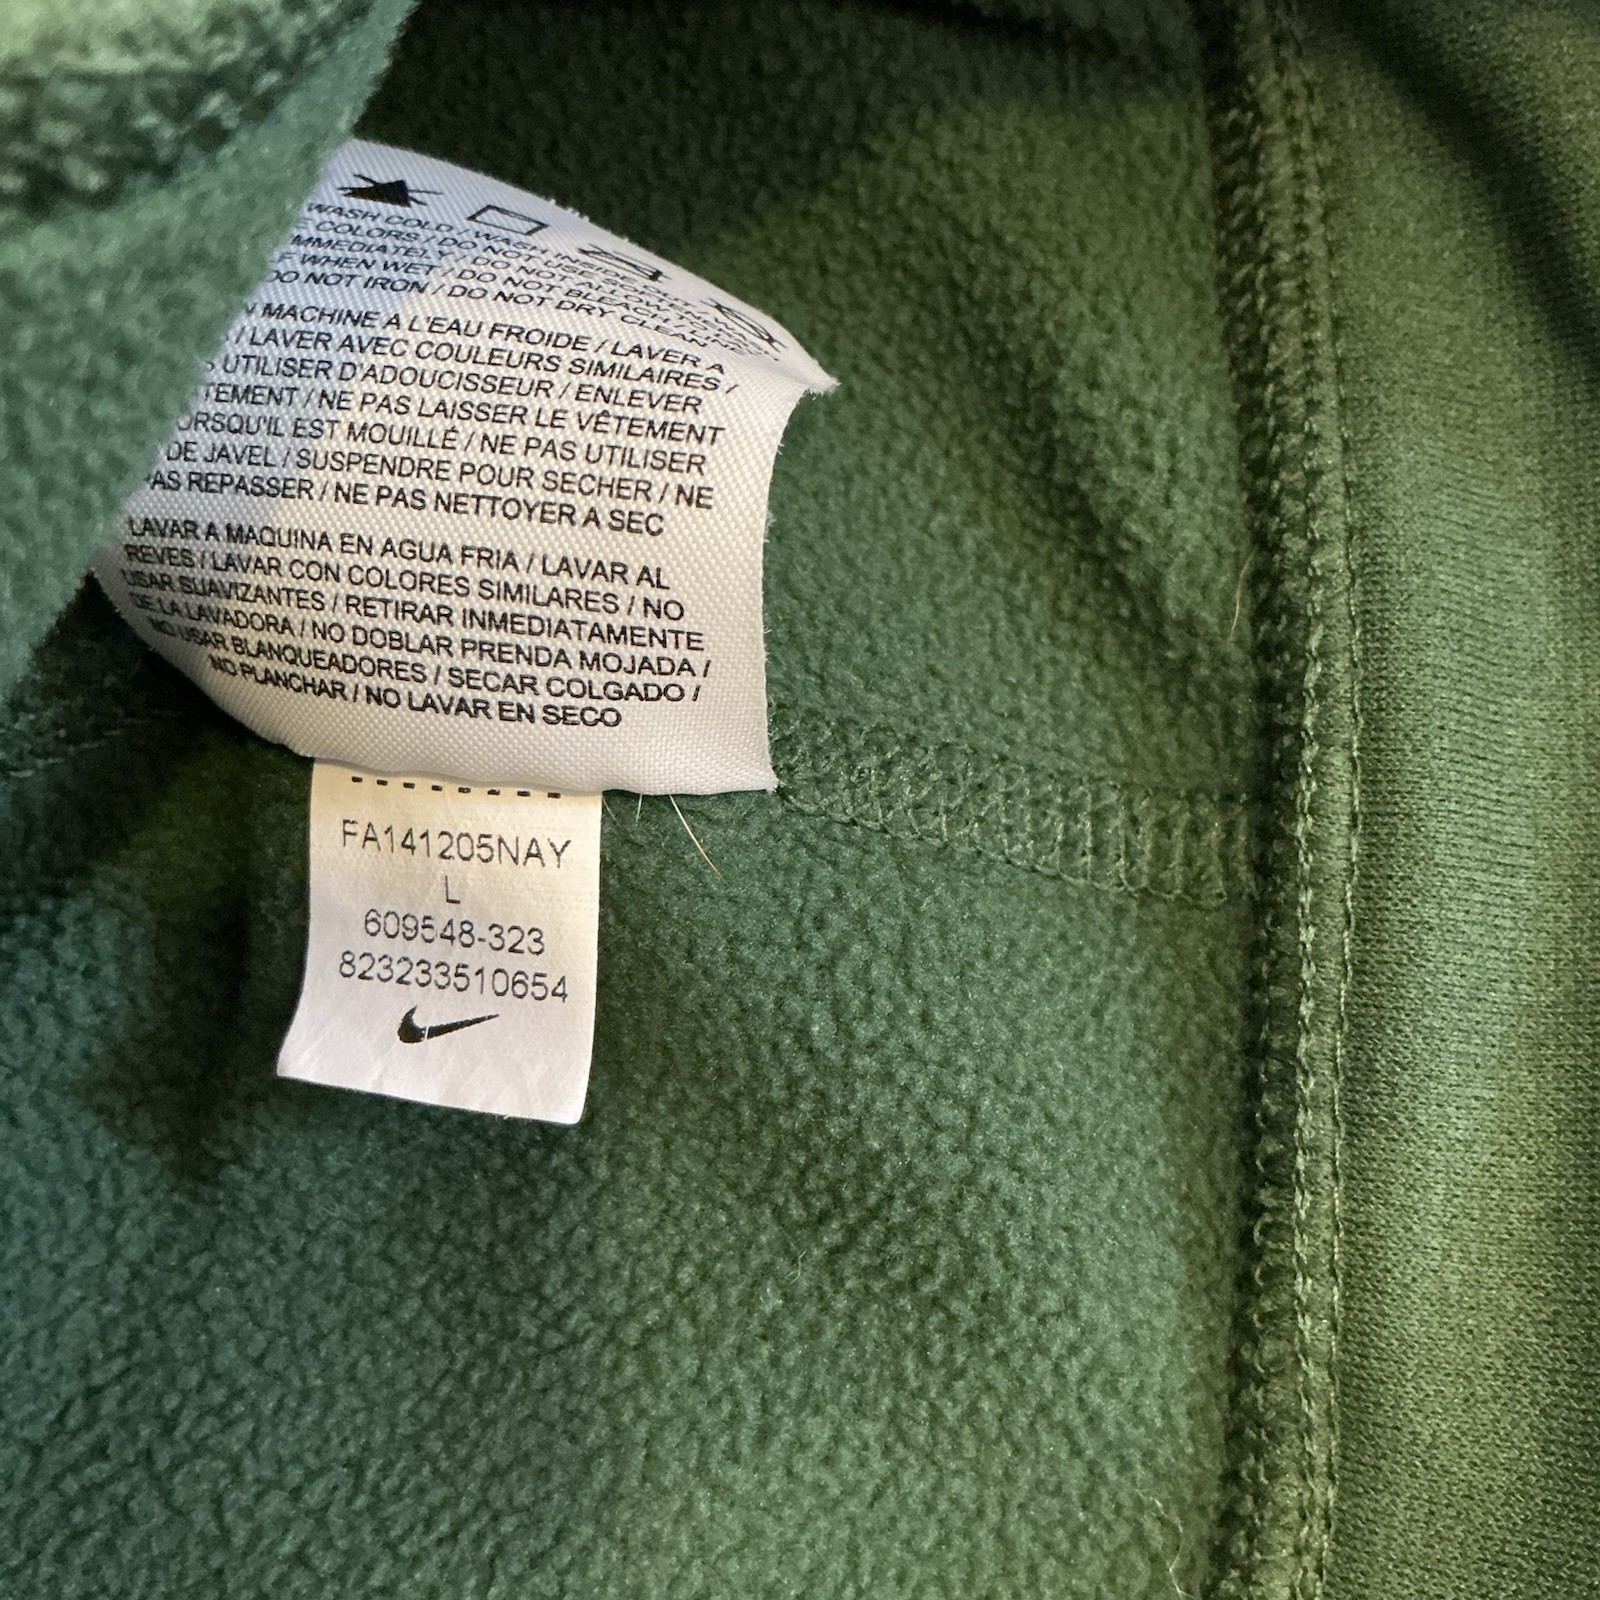 WASH COLD / WASH INSIDE OUT
COLORS / DO NOT USE
IMMEDIATELY / DO NOT ALLOW
WHEN WET / DO NOT BLEACH /
DO NOT IRON / DO NOT DRY CLEAN
MACHINE A L'EAU FROIDE / LAVER A
/ LAVER AVEC COULEURS SIMILAIRES /
UTILISER D'ADOUCISSEUR / ENLEVER
TEMENT / NE PAS LAISSER LE VÊTEMENT
ORSQU'IL EST MOUILLÉ / NE PAS UTILISER
DE JAVEL / SUSPENDRE POUR SECHER / NE
PAS REPASSER / NE PAS NETTOYER A SEC
LAVAR A MAQUINA EN AGUA FRIA / LAVAR AL
REVES / LAVAR CON COLORES SIMILARES / NO
USAR SUAVIZANTES / RETIRAR INMEDIATAMENTE
DE LA LAVADORA / NO DOBLAR PRENDA MOJADA /
NO USAR BLANQUEADORES / SECAR COLGADO /
NO PLANCHAR / NO LAVAR EN SECO
FA141205NAY
L
609548-323
823233510654